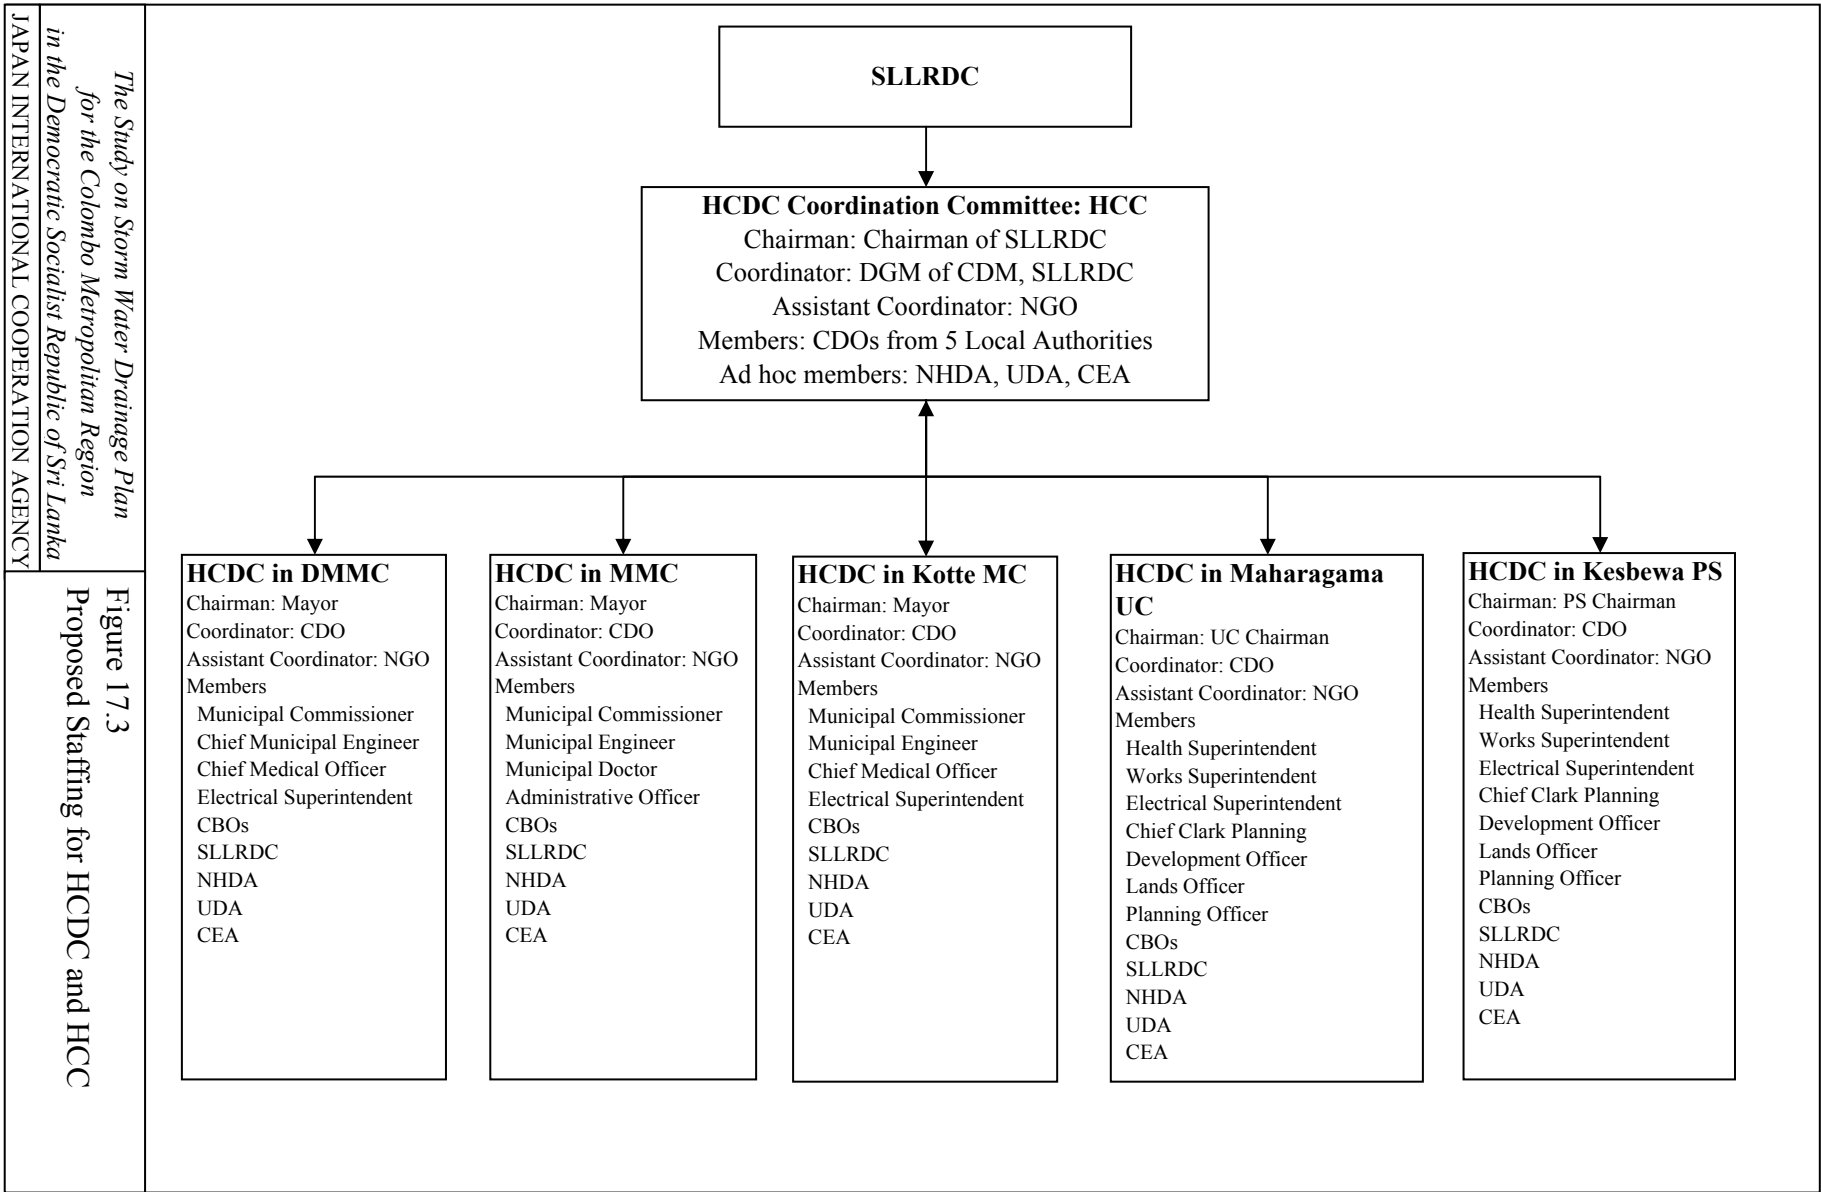 SLLRDC
HCDC Coordination Committee: HCC
Chairman: Chairman of SLLRDC
Coordinator: DGM of CDM, SLLRDC
Assistant Coordinator: NGO
Members: CDOs from 5 Local Authorities
Ad hoc members: NHDA, UDA, CEA
HCDC in DMMC
Chairman: Mayor
Coordinator: CDO
Assistant Coordinator: NGO
Members
Municipal Commissioner
Chief Municipal Engineer
Chief Medical Officer
Electrical Superintendent
CBOs
SLLRDC
NHDA
UDA
CEA
HCDC in MMC
Chairman: Mayor
Coordinator: CDO
Assistant Coordinator: NGO
Members
Municipal Commissioner
Municipal Engineer
Municipal Doctor
Administrative Officer
CBOs
SLLRDC
NHDA
UDA
CEA
HCDC in Kotte MC
Chairman: Mayor
Coordinator: CDO
Assistant Coordinator: NGO
Members
Municipal Commissioner
Municipal Engineer
Chief Medical Officer
Electrical Superintendent
CBOs
SLLRDC
NHDA
UDA
CEA
HCDC in Maharagama
UC
Chairman: UC Chairman
Coordinator: CDO
Assistant Coordinator: NGO
Members
Health Superintendent
Works Superintendent
Electrical Superintendent
Chief Clark Planning
Development Officer
Lands Officer
Planning Officer
CBOs
SLLRDC
NHDA
UDA
CEA
HCDC in Kesbewa PS
Chairman: PS Chairman
Coordinator: CDO
Assistant Coordinator: NGO
Members
Health Superintendent
Works Superintendent
Electrical Superintendent
Chief Clark Planning
Development Officer
Lands Officer
Planning Officer
CBOs
SLLRDC
NHDA
UDA
CEA
The Study on Storm Water Drainage Plan
for the Colombo Metropolitan Region
in the Democratic Socialist Republic of Sri Lanka
JAPAN INTERNATIONAL COOPERATION AGENCY
Figure 17.3
Proposed Staffing for HCDC and HCC